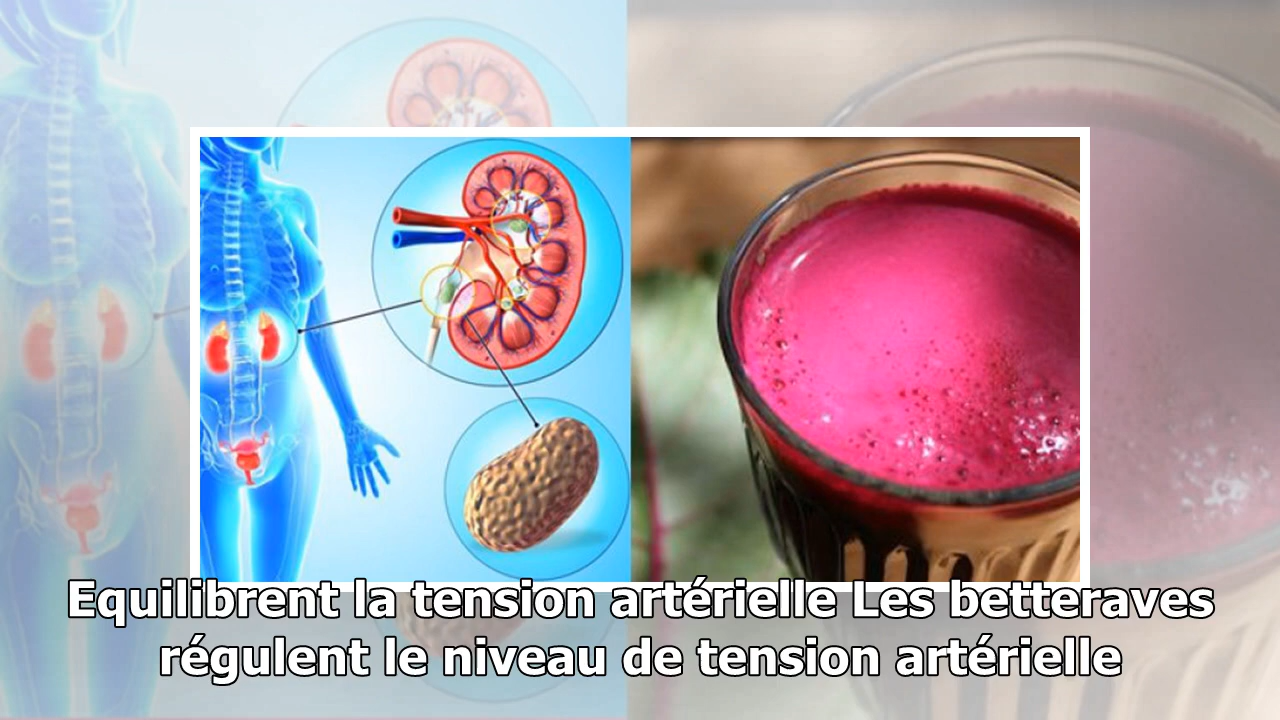 Equilibrent la tension artérielle Les betteraves
régulent le niveau de tension artérielle